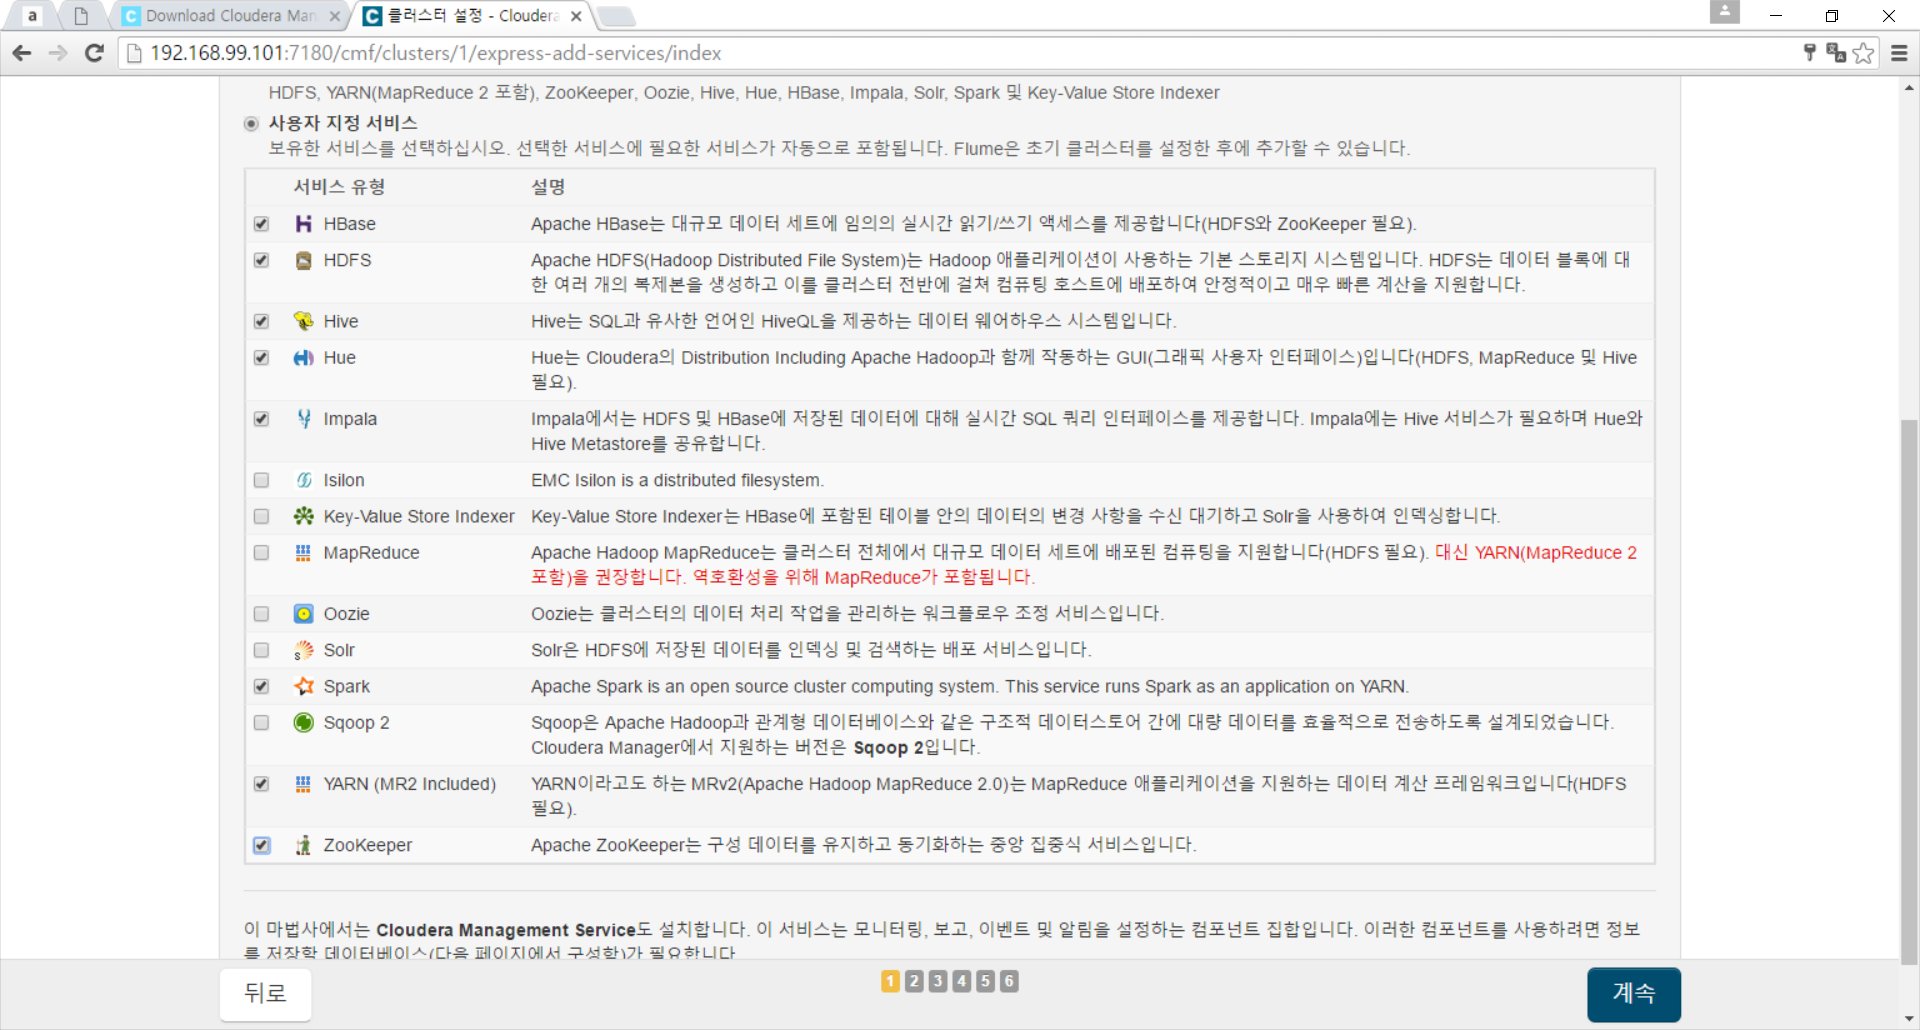 a
Download Cloudera Man
클러스터 설정 - Cloudera
192.168.99.101:7180/cmf/clusters/1/express-add-services/index
HDFS, YARN(MapReduce 2 포함), ZooKeeper, Oozie, Hive, Hue, HBase, Impala, Solr, Spark 및 Key-Value Store Indexer
사용자 지정 서비스
보유한 서비스를 선택하십시오. 선택한 서비스에 필요한 서비스가 자동으로 포함됩니다. Flume은 초기 클러스터를 설정한 후에 추가할 수 있습니다.
서비스 유형 설명
HBase Apache HBase는 대규모 데이터 세트에 임의의 실시간 읽기/쓰기 액세스를 제공합니다(HDFS와 ZooKeeper 필요).
HDFS Apache HDFS(Hadoop Distributed File System)는 Hadoop 애플리케이션이 사용하는 기본 스토리지 시스템입니다. HDFS는 데이터 블록에 대
한 여러 개의 복제본을 생성하고 이를 클러스터 전반에 걸쳐 컴퓨팅 호스트에 배포하여 안정적이고 매우 빠른 계산을 지원합니다.
Hive Hive는 SQL과 유사한 언어인 HiveQL을 제공하는 데이터 웨어하우스 시스템입니다.
Hue Hue는 Cloudera의 Distribution Including Apache Hadoop과 함께 작동하는 GUI(그래픽 사용자 인터페이스)입니다(HDFS, MapReduce 및 Hive
필요).
Impala Impala에서는 HDFS 및 HBase에 저장된 데이터에 대해 실시간 SQL 쿼리 인터페이스를 제공합니다. Impala에는 Hive 서비스가 필요하며 Hue와
Hive Metastore를 공유합니다.
Isilon EMC Isilon is a distributed filesystem.
Key-Value Store Indexer Key-Value Store Indexer는 HBase에 포함된 테이블 안의 데이터의 변경 사항을 수신 대기하고 Solr을 사용하여 인덱싱합니다.
MapReduce Apache Hadoop MapReduce는 클러스터 전체에서 대규모 데이터 세트에 배포된 컴퓨팅을 지원합니다(HDFS 필요). 대신 YARN(MapReduce 2
포함)을 권장합니다. 역호환성을 위해 MapReduce가 포함됩니다.
Oozie Oozie는 클러스터의 데이터 처리 작업을 관리하는 워크플로우 조정 서비스입니다.
Solr Solr은 HDFS에 저장된 데이터를 인덱싱 및 검색하는 배포 서비스입니다.
Spark Apache Spark is an open source cluster computing system. This service runs Spark as an application on YARN.
Sqoop 2 Sqoop은 Apache Hadoop과 관계형 데이터베이스와 같은 구조적 데이터스토어 간에 대량 데이터를 효율적으로 전송하도록 설계되었습니다.
Cloudera Manager에서 지원하는 버전은 Sqoop 2입니다.
YARN (MR2 Included) YARN이라고도 하는 MRv2(Apache Hadoop MapReduce 2.0)는 MapReduce 애플리케이션을 지원하는 데이터 계산 프레임워크입니다(HDFS
필요).
ZooKeeper Apache ZooKeeper는 구성 데이터를 유지하고 동기화하는 중앙 집중식 서비스입니다.
이 마법사에서는 Cloudera Management Service도 설치합니다. 이 서비스는 모니터링, 보고, 이벤트 및 알림을 설정하는 컴포넌트 집합입니다. 이러한 컴포넌트를 사용하려면 정보
를 저장할 데이터베이스(다음 페이지에서 구성함)가 필요합니다
뒤로 1 2 3 4 5 6 계속